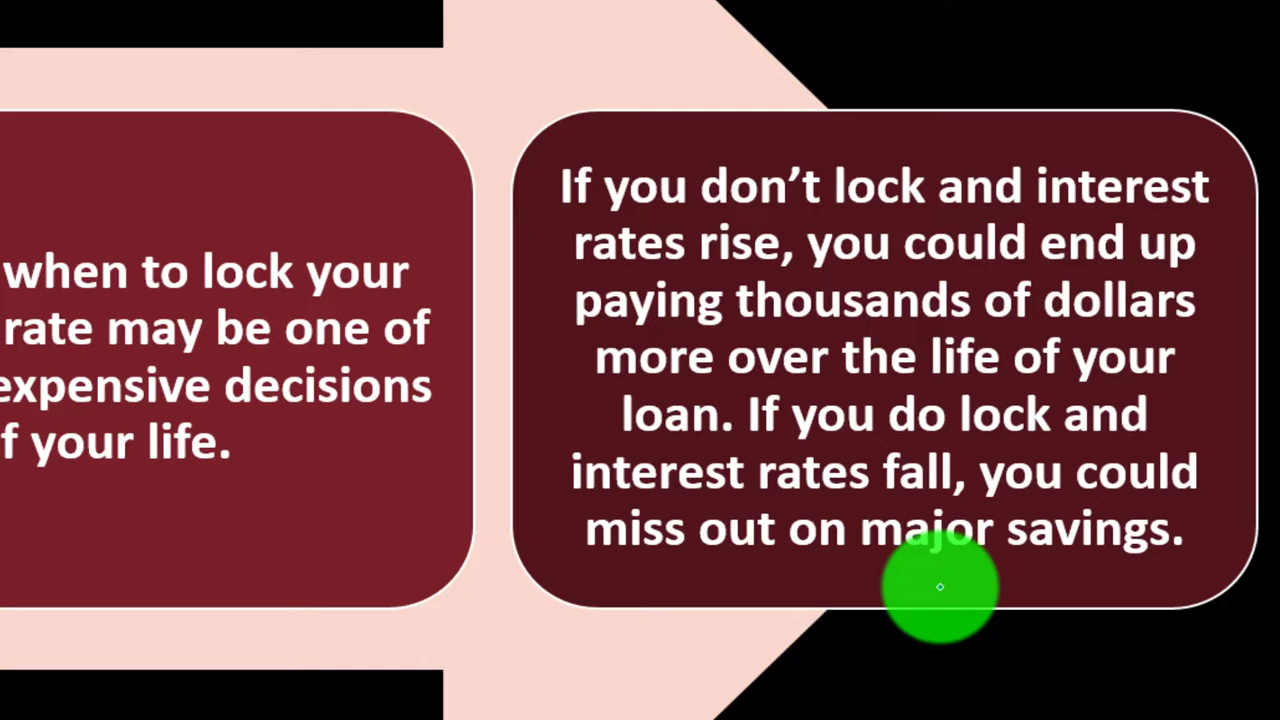 when to lock your
rate may be one of
expensive decisions
f your life.
If you don’t lock and interest
rates rise, you could end up
paying thousands of dollars
more over the life of your
loan. If you do lock and
interest rates fall, you could
miss out on major savings.